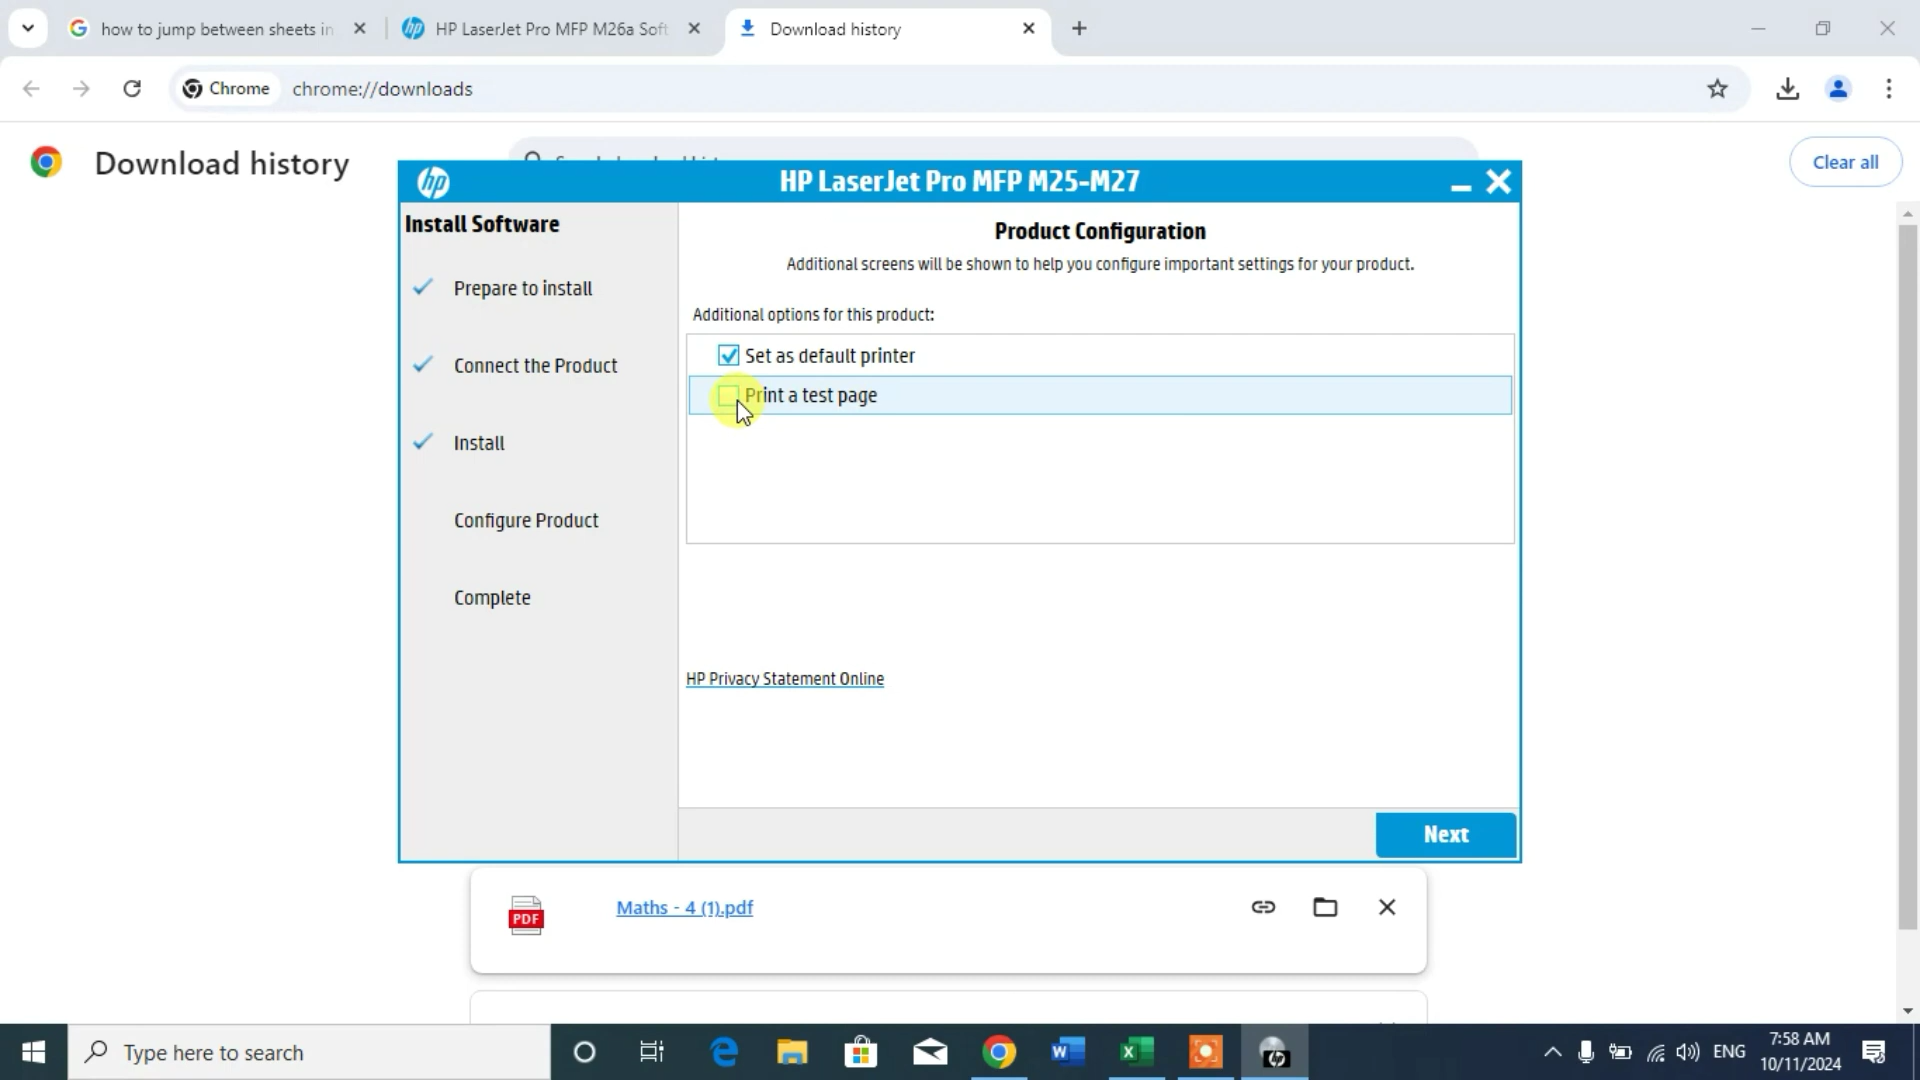 how to jump between sheets in
HP LaserJet Pro MFP M26a Soft
Download history
Chrome
chrome://downloads
Download history
Clear all
hp
HP LaserJet Pro MFP M25-M27
Install Software
Prepare to install
Connect the Product
Install
Configure Product
Complete
Product Configuration
Additional screens will be shown to help you configure important settings for your product.
Additional options for this product:
Set as default printer
Print a test page
HP Privacy Statement Online
Next
PDF
Maths - 4 (1).pdf
Type here to search
ENG
7:58 AM
10/11/2024